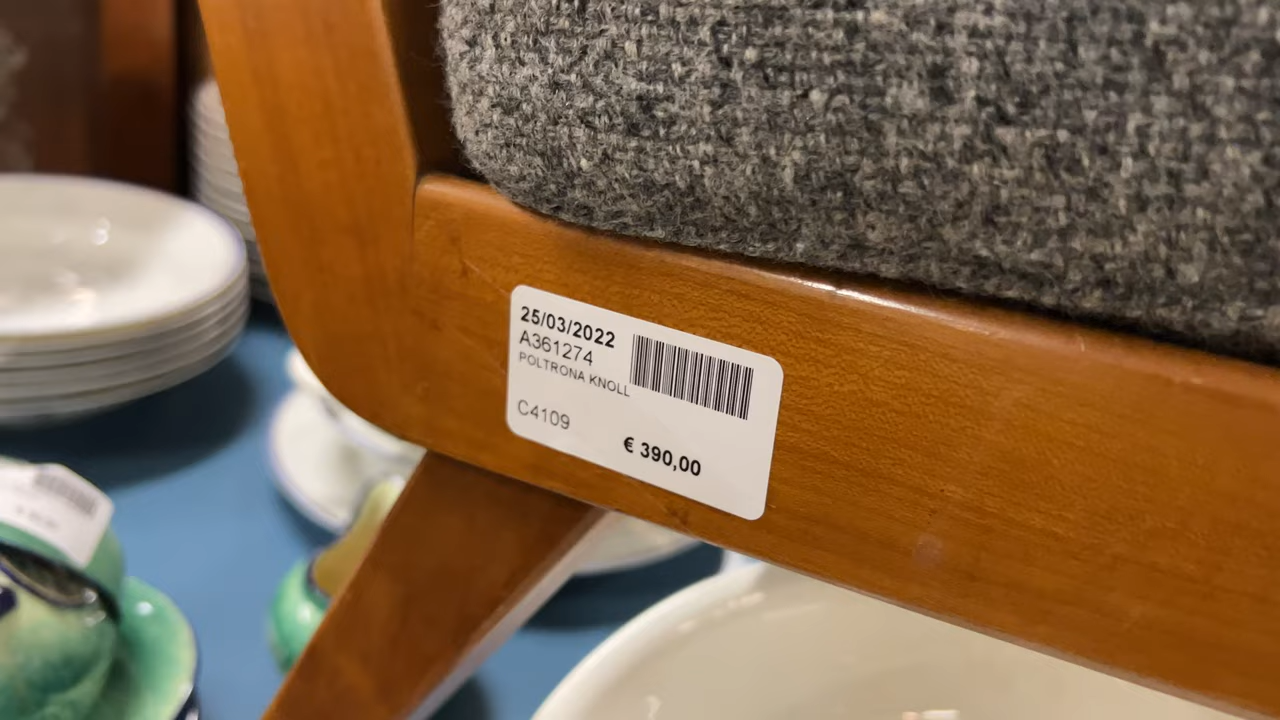 25/03/2022
A361274
POLTRONA KNOLL
C4109
€ 390,00